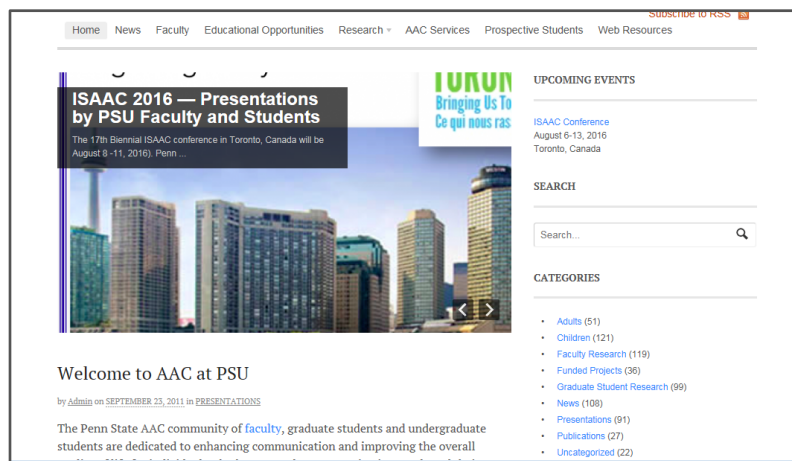 Subscribe to RSS
Home News Faculty Educational Opportunities Research AAC Services Prospective Students Web Resources
ISAAC 2016 — Presentations
by PSU Faculty and Students
The 17th Biennial ISAAC conference in Toronto, Canada will be
August 8 -11, 2016). Penn ...
TORON
Bringing Us To
Ce qui nous ras
Welcome to AAC at PSU
by Admin on SEPTEMBER 23, 2011 in PRESENTATIONS
The Penn State AAC community of faculty, graduate students and undergraduate
students are dedicated to enhancing communication and improving the overall
UPCOMING EVENTS
ISAAC Conference
August 6-13, 2016
Toronto, Canada
SEARCH
Search...
CATEGORIES
• Adults (51)
• Children (121)
• Faculty Research (119)
• Funded Projects (36)
• Graduate Student Research (99)
• News (108)
• Presentations (91)
• Publications (27)
• Uncategorized (22)